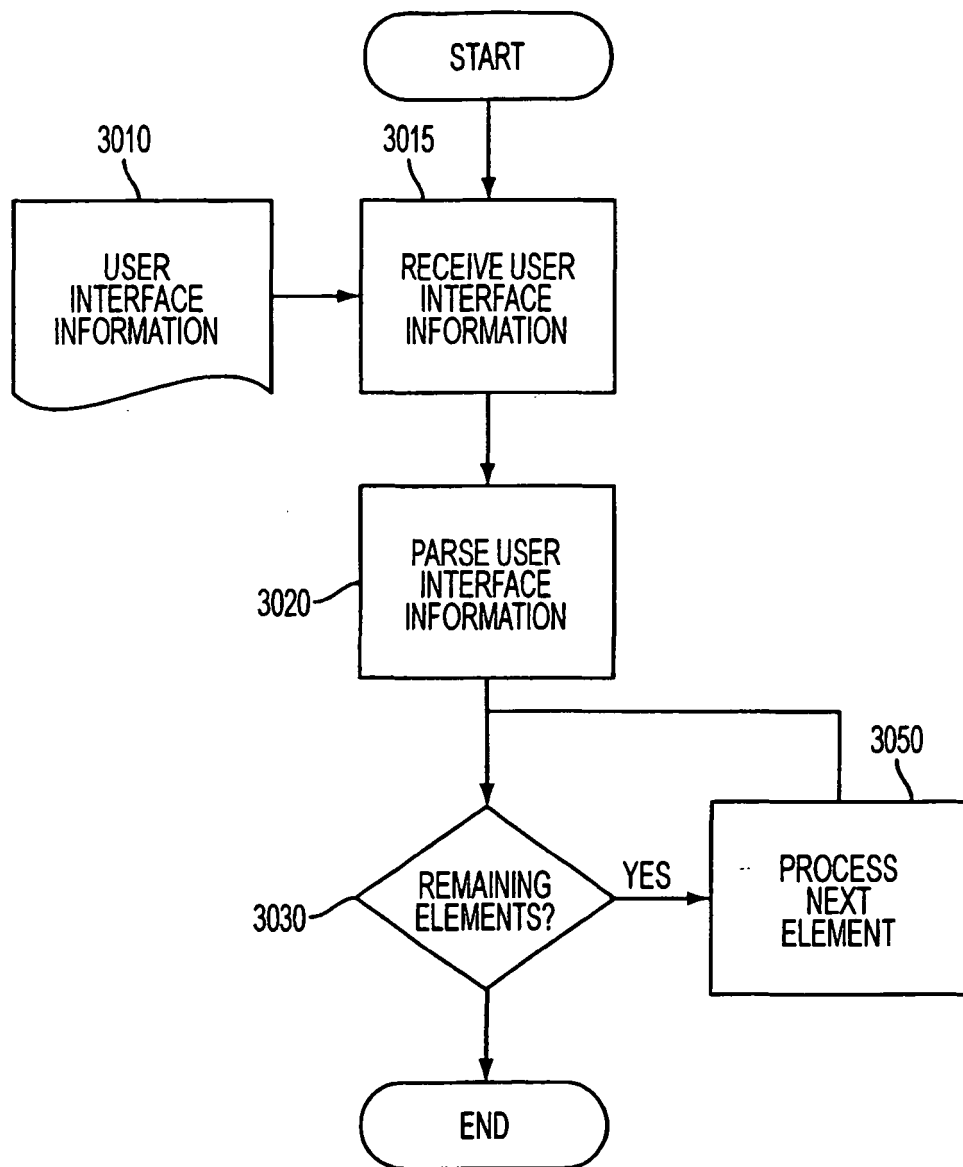 START
3010
3015
USER
INTERFACE
INFORMATION
RECEIVE USER
INTERFACE
INFORMATION
PARSE USER
INTERFACE
INFORMATION
3020
3050
REMAINING
ELEMENTS?
YES
3030
PROCESS
NEXT
ELEMENT
END